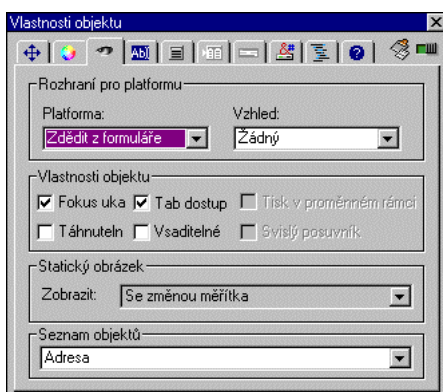 Vlastnosti objektu
Rozhraní pro platformu
Platforma: Vzhled:
Zdědit z formuláře Žádný
Vlastnosti objektu
Fokus uka Tab dostup Tisk v proměnném rámci
Táhnuteln Vsaditelné Svislý posuvník
Statický obrázek
Zobrazit: Se změnou měřítka
Seznam objektů
Adresa